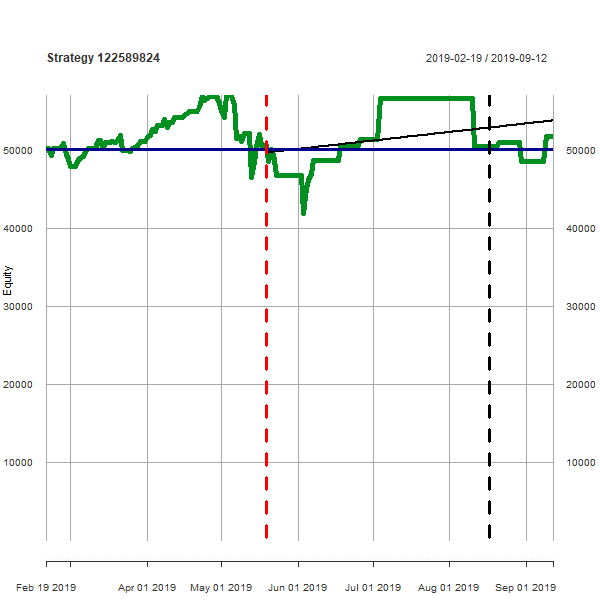 Strategy 122589824
2019-02-19 / 2019-09-12
50000
50000
40000
40000
Equity
30000
30000
20000
20000
10000
10000
Feb 19 2019
Apr 01 2019
May 01 2019
Jun 01 2019
Jul 01 2019
Aug 01 2019
Sep 01 2019